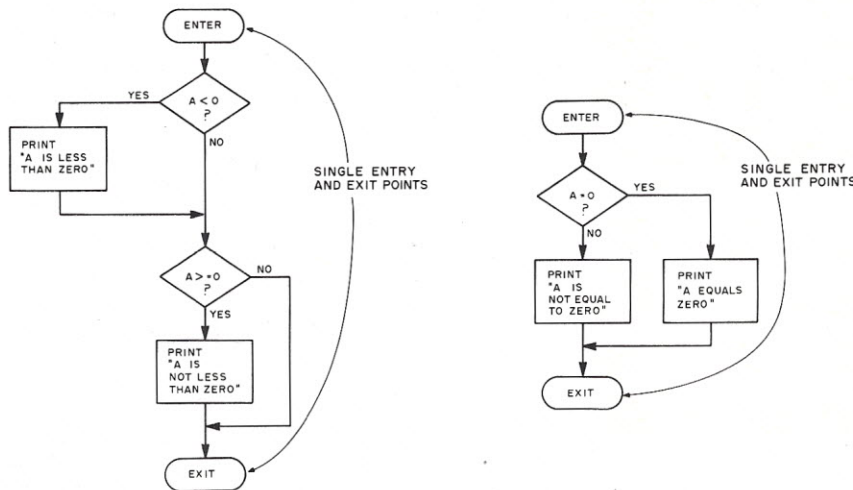 ENTER
YES
A < 0
?
NO
PRINT
"A IS LESS
THAN ZERO"
SINGLE ENTRY
AND EXIT POINTS
A > = 0
?
NO
YES
PRINT
"A IS
NOT LESS
THAN ZERO"
EXIT
ENTER
SINGLE ENTRY
AND EXIT POINTS
A = 0
?
YES
NO
PRINT
"A IS
NOT EQUAL
TO ZERO"
PRINT
"A EQUALS
ZERO"
EXIT